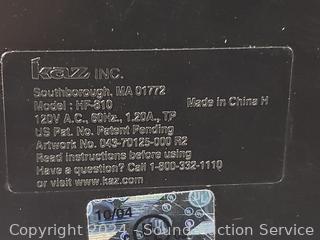 kaz INC.
Southborough, MA 01772
Model : HF-810 Made in China H
120V A.C., 60Hz., 1.20A., TP
US Pat. No. Patent Pending
Artwork No. 043-70125-000 R2
Read instructions before using
Have a question? Call 1-800-332-1110
or visit www.kaz.com
10/04
Copyright 2024 - Sound Auction Service